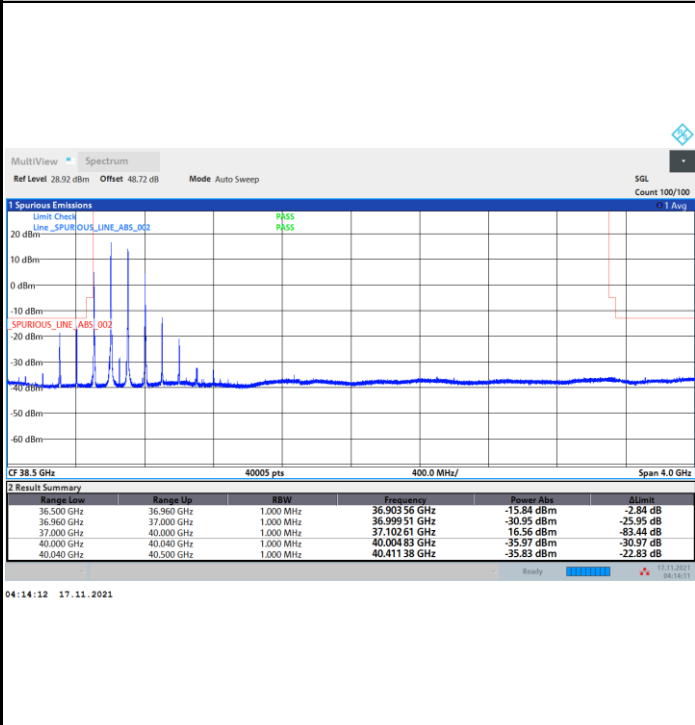 MultiView Spectrum
Ref Level 28.92 dBm Offset 48.72 dB Mode Auto Sweep SGL
Count 100/100
1 Spurious Emissions 1 Avg
Limit Check PASS
Line _SPURIOUS_LINE_ABS_002 PASS
20 dBm
10 dBm
0 dBm
-10 dBm
_SPURIOUS_LINE_ABS_002
-20 dBm
-30 dBm
-40 dBm
-50 dBm
-60 dBm
CF 38.5 GHz 40005 pts 400.0 MHz/ Span 4.0 GHz
2 Result Summary
Range Low Range Up RBW Frequency Power Abs ΔLimit
36.500 GHz 36.960 GHz 1.000 MHz 36.903 56 GHz -15.84 dBm -2.84 dB
36.960 GHz 37.000 GHz 1.000 MHz 36.999 51 GHz -30.95 dBm -25.95 dB
37.000 GHz 40.000 GHz 1.000 MHz 37.102 61 GHz 16.56 dBm -83.44 dB
40.000 GHz 40.040 GHz 1.000 MHz 40.004 83 GHz -35.97 dBm -30.97 dB
40.040 GHz 40.500 GHz 1.000 MHz 40.411 38 GHz -35.83 dBm -22.83 dB
Ready 17.11.2021
04:14:11
04:14:12 17.11.2021